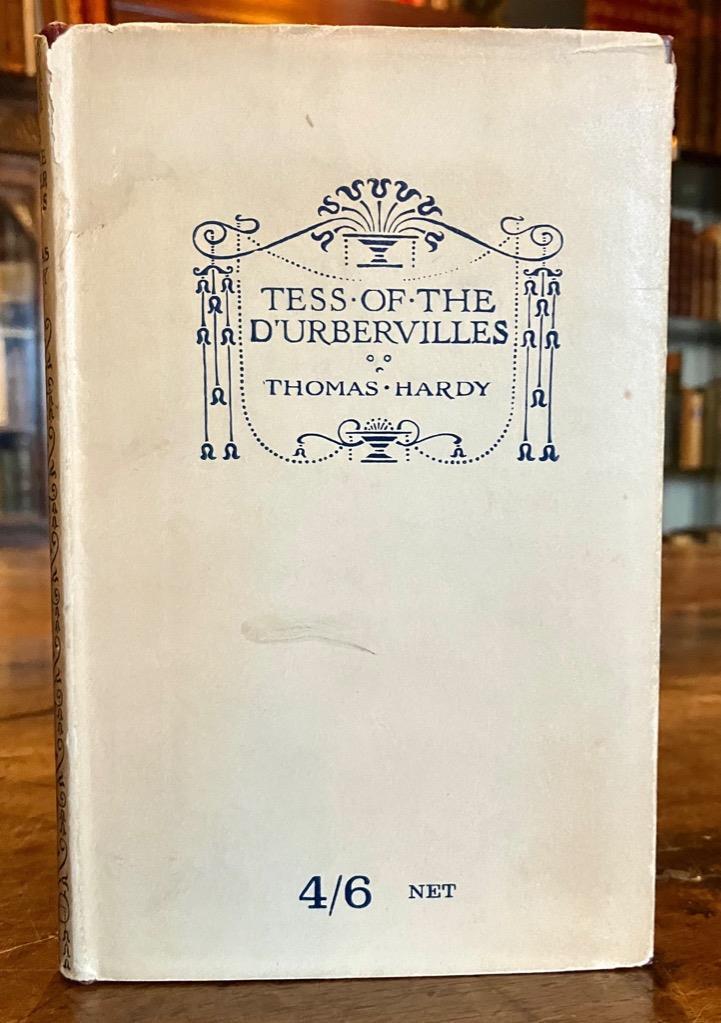 TESS·OF·THE
D'URBERVILLES
THOMAS·HARDY
4/6 NET